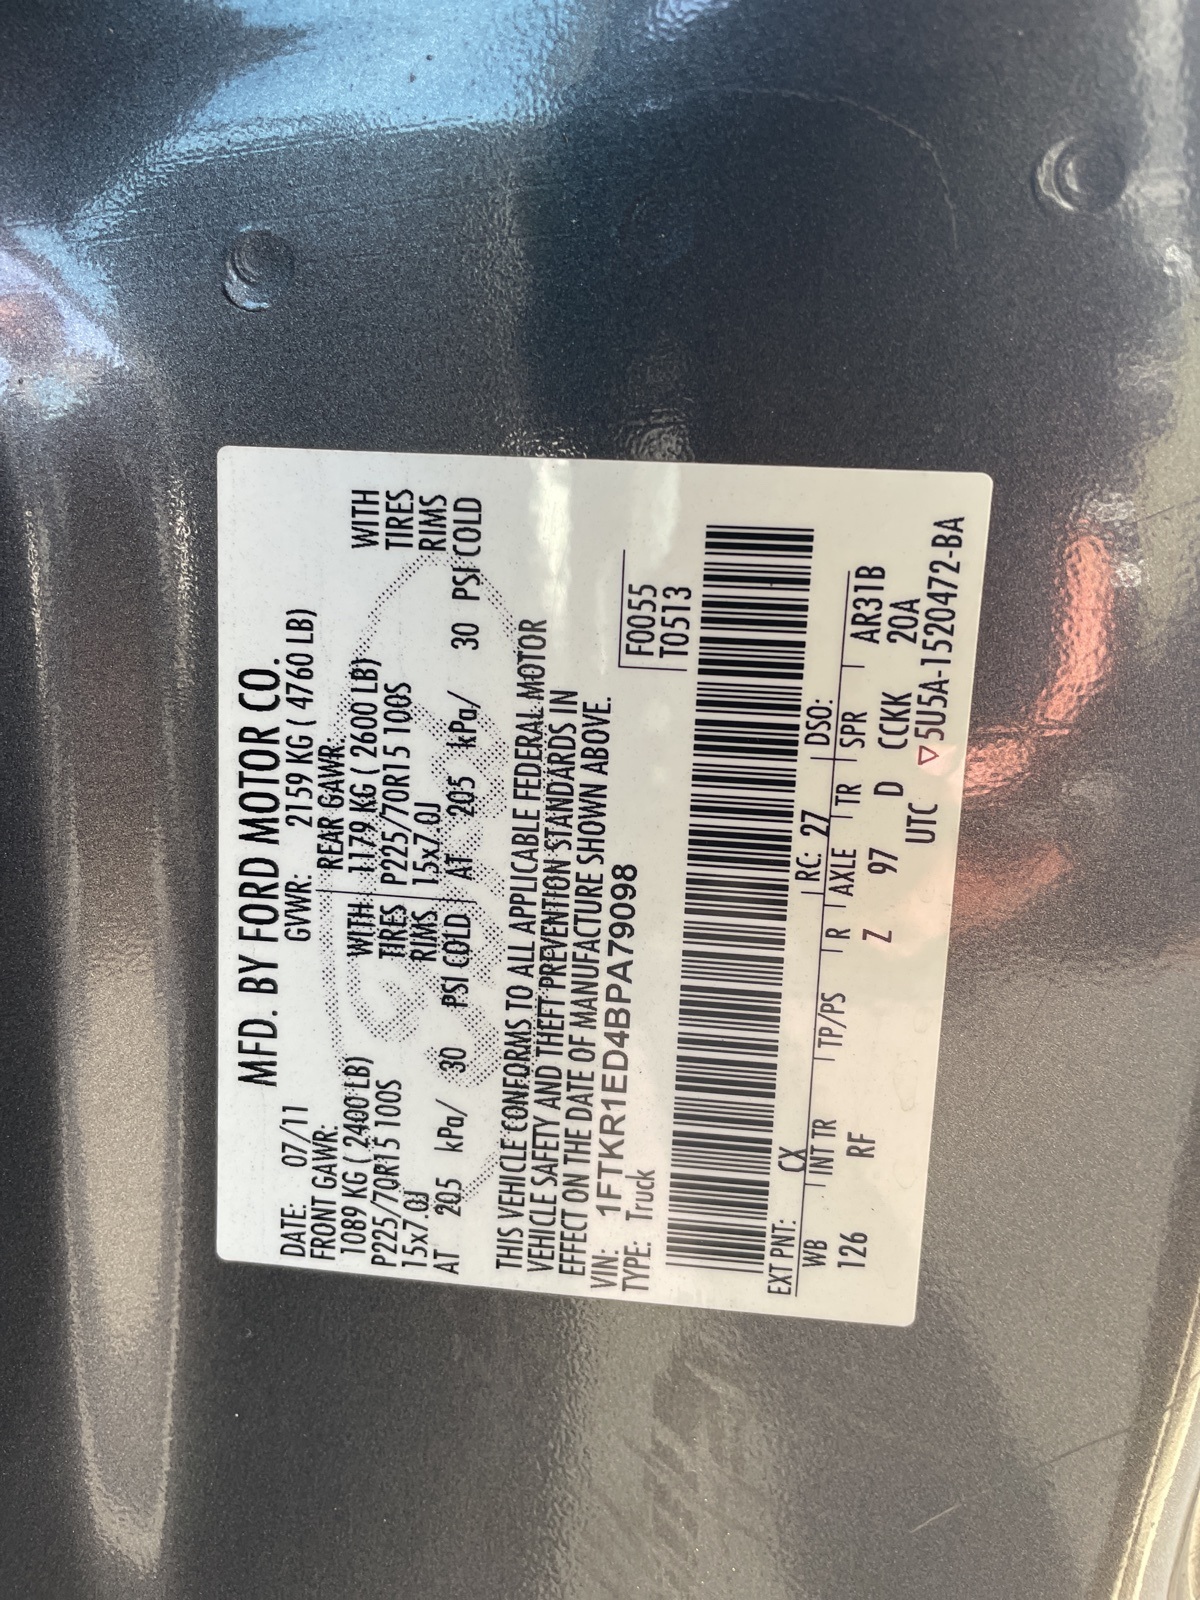 MFD. BY FORD MOTOR CO.
DATE: 07/11 GVWR: 2159 KG ( 4760 LB)
FRONT GAWR: REAR GAWR:
1089 KG ( 2400 LB) WITH 1179 KG ( 2600 LB) WITH
P225/70R15 100S TIRES P225/70R15 100S TIRES
15x7.0J RIMS 15x7.0J RIMS
AT 205 kPa/ 30 PSI COLD AT 205 kPa/ 30 PSI COLD
THIS VEHICLE CONFORMS TO ALL APPLICABLE FEDERAL MOTOR
VEHICLE SAFETY AND THEFT PREVENTION STANDARDS IN
EFFECT ON THE DATE OF MANUFACTURE SHOWN ABOVE.
VIN: 1FTKR1ED4BPA79098 F0055
TYPE: Truck T0513
EXT PNT: CX RC: 27 DSO:
WB INT TR TP/PS R AXLE TR SPR AR31B
126 RF Z 97 D CCKK 20A
UTC ▽5U5A-1520472-BA